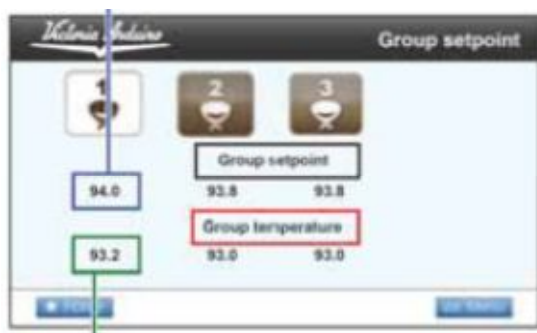 Victoria Arduino
Group setpoint
1 2 3
Group setpoint
94.0 93.8 93.8
Group temperature
93.2 93.0 93.0